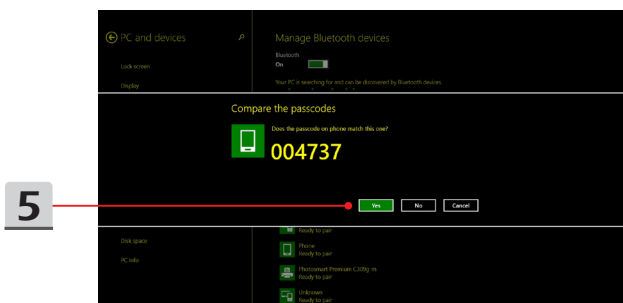 PC and devices
Lock screen
Display
Manage Bluetooth devices
Bluetooth
On
Your PC is searching for and can be discovered by Bluetooth devices
Compare the passcodes
Does the passcode on phone match this one?
004737
5
Yes
No
Cancel
Disk space
PC info
Ready to pair
Phone
Ready to pair
Photosmart Premium C309g-m
Ready to pair
Unknown
Ready to pair